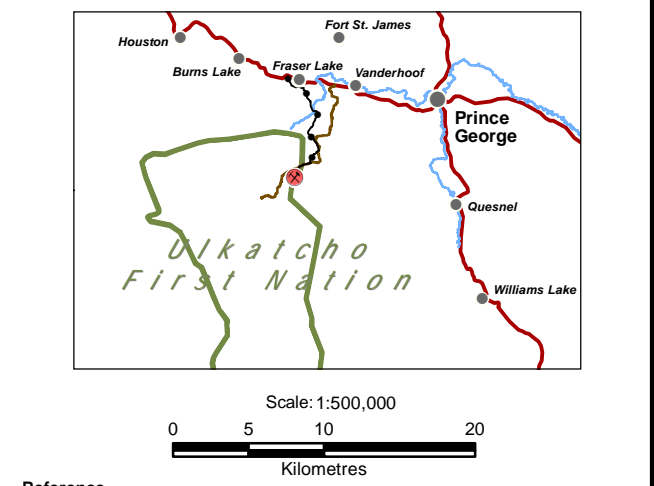 Fort St. James
Houston
Burns Lake
Fraser Lake
Vanderhoof
Prince
George
Quesnel
Ulkatcho
First Nation
Williams Lake
Scale: 1:500,000
0 5 10 20
Kilometres
Reference